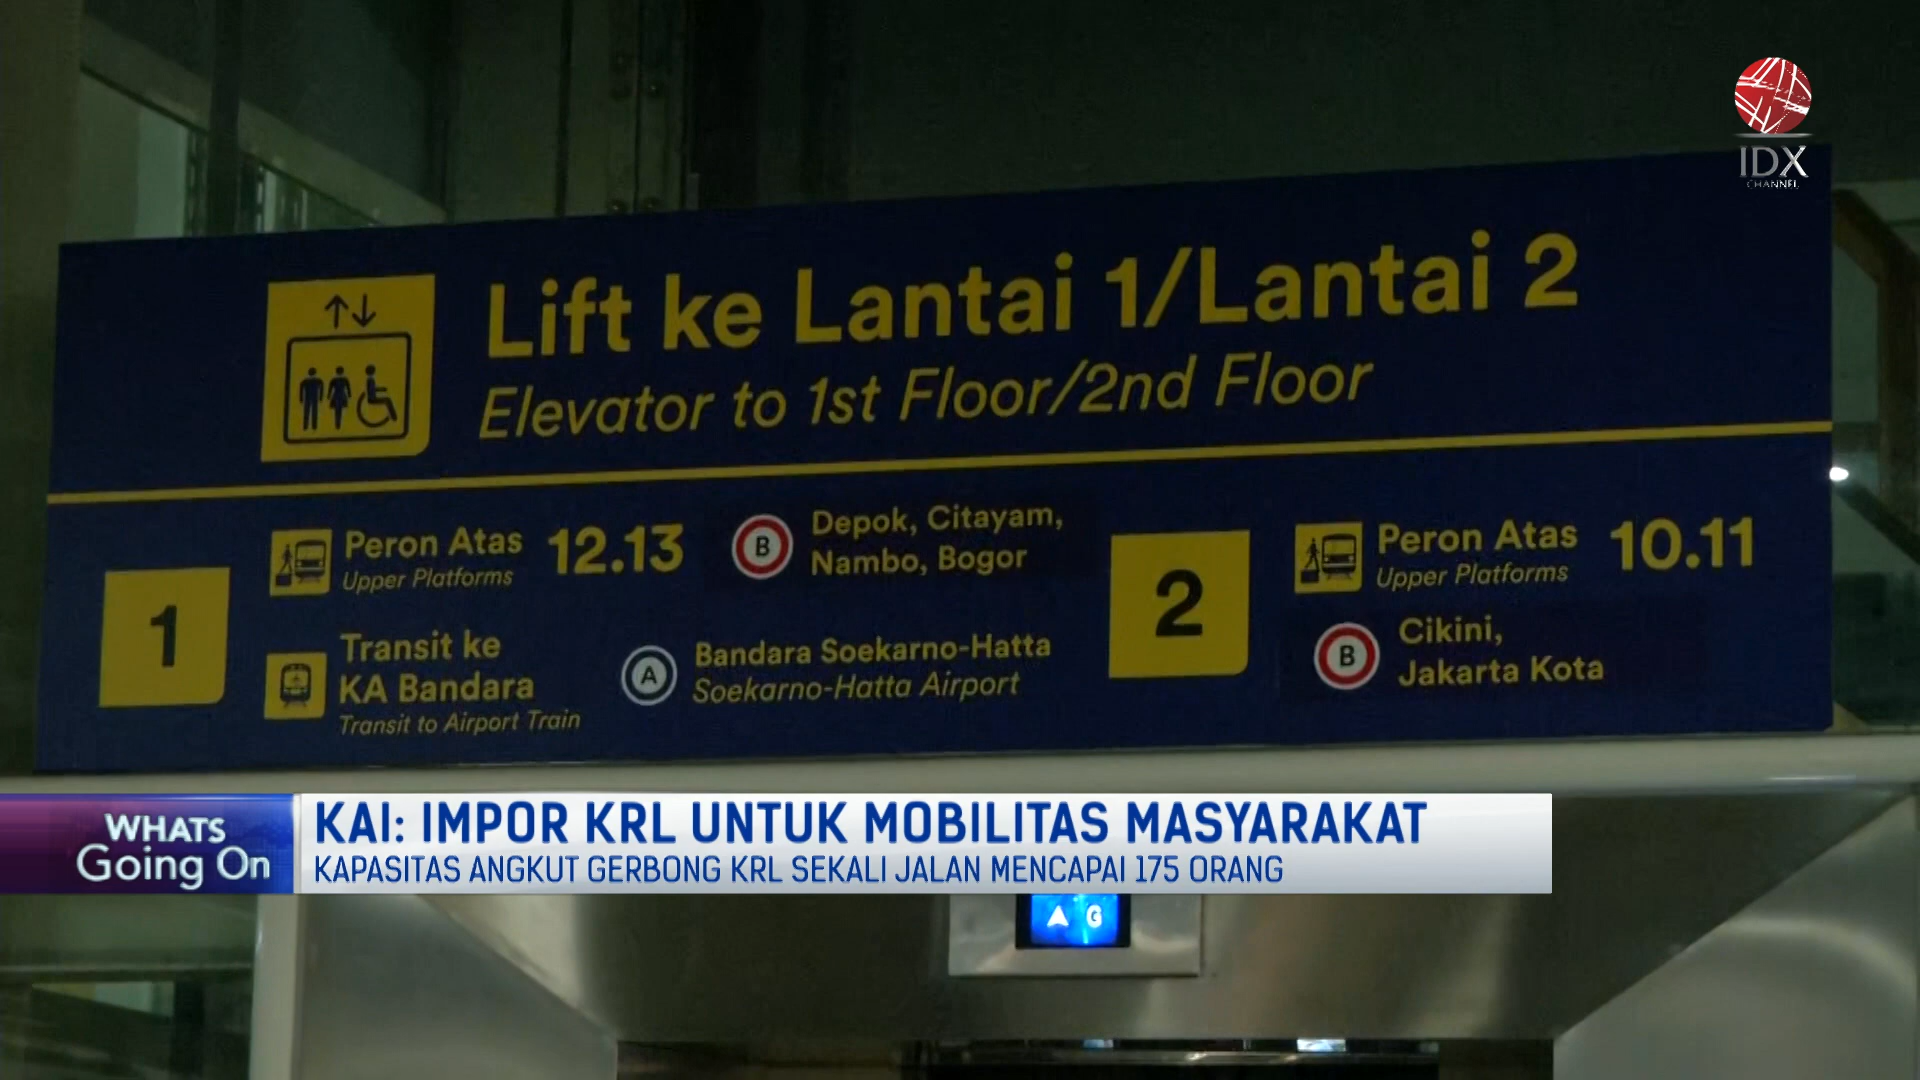 IDX
CHANNEL
Lift ke Lantai 1/Lantai 2
Elevator to 1st Floor/2nd Floor
1
Peron Atas
Upper Platforms
12.13
B
Depok, Citayam,
Nambo, Bogor
Transit ke
KA Bandara
Transit to Airport Train
A
Bandara Soekarno-Hatta
Soekarno-Hatta Airport
2
Peron Atas
Upper Platforms
10.11
B
Cikini,
Jakarta Kota
WHATS
Going On
KAI: IMPOR KRL UNTUK MOBILITAS MASYARAKAT
KAPASITAS ANGKUT GERBONG KRL SEKALI JALAN MENCAPAI 175 ORANG
G